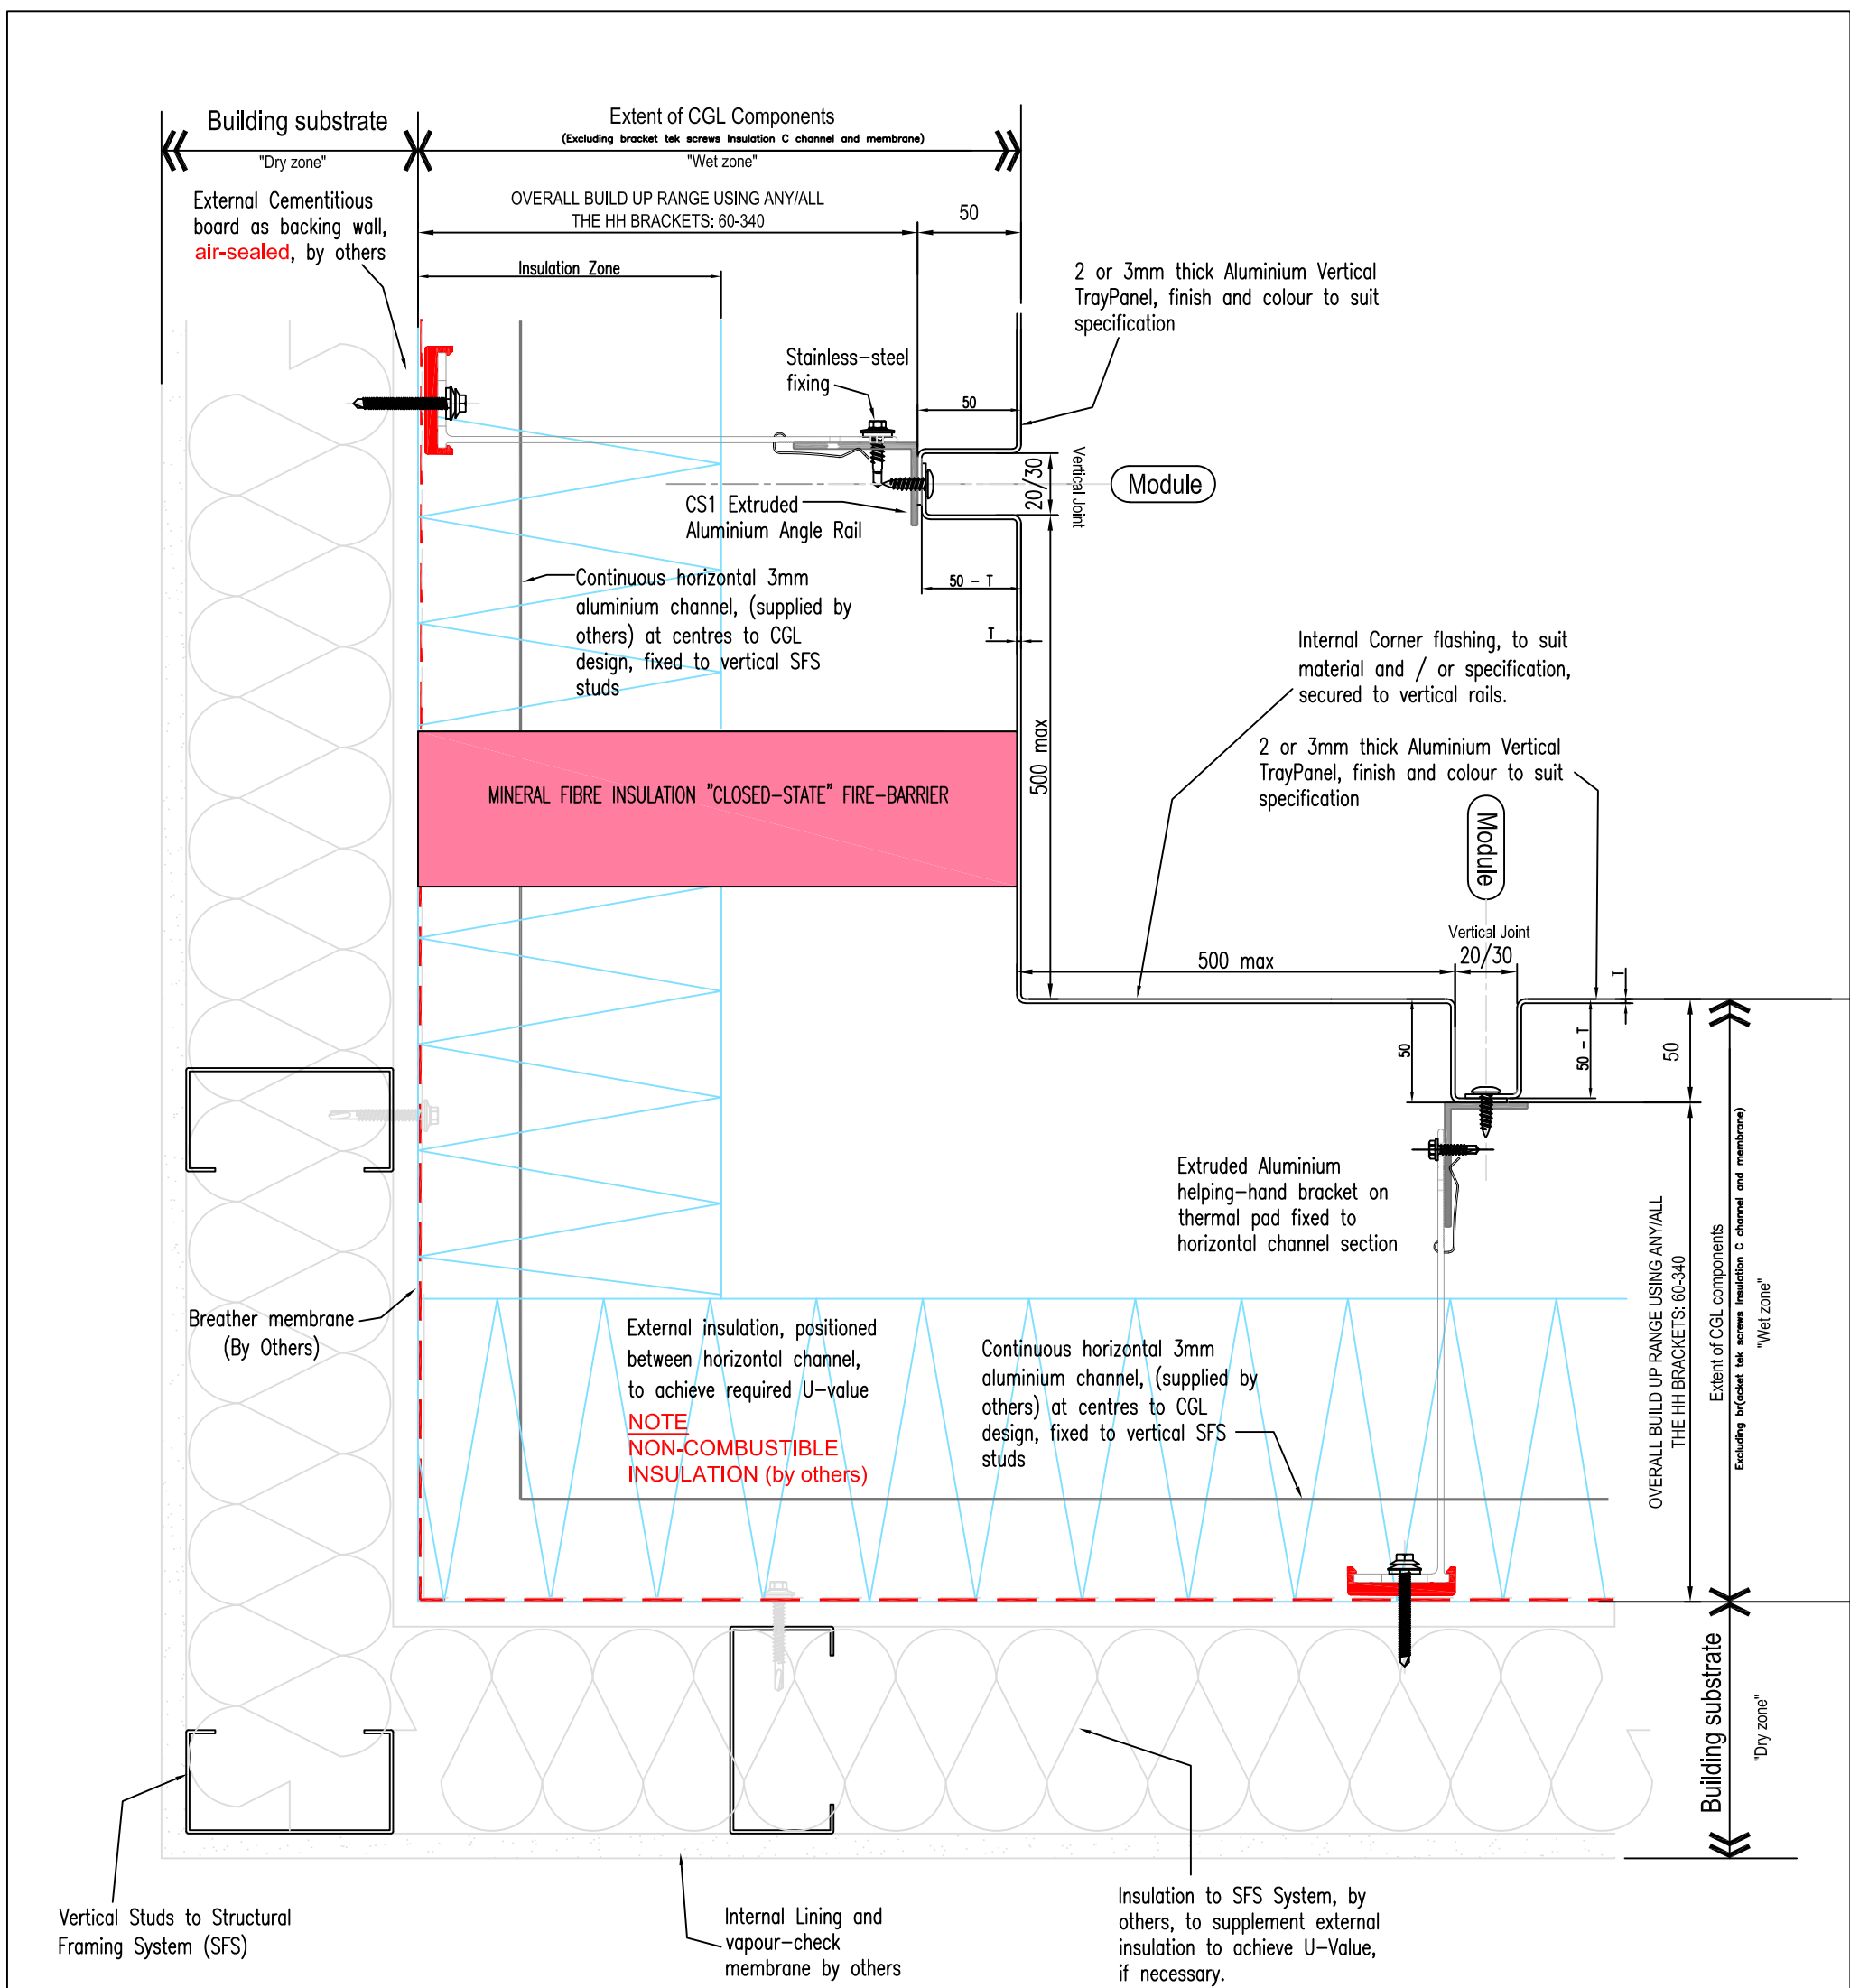 Building substrate
"Dry zone"
Extent of CGL Components
(Excluding bracket tek screws Insulation C channel and membrane)
"Wet zone"
External Cementitious
board as backing wall,
air-sealed, by others
OVERALL BUILD UP RANGE USING ANY/ALL
THE HH BRACKETS: 60-340
50
Insulation Zone
2 or 3mm thick Aluminium Vertical
TrayPanel, finish and colour to suit
specification
Stainless-steel
fixing
50
20/30
Vertical Joint
Module
CS1 Extruded
Aluminium Angle Rail
50 - T
Continuous horizontal 3mm
aluminium channel, (supplied by
others) at centres to CGL
design, fixed to vertical SFS
studs
T
500 max
Internal Corner flashing, to suit
material and / or specification,
secured to vertical rails.
2 or 3mm thick Aluminium Vertical
TrayPanel, finish and colour to suit
specification
MINERAL FIBRE INSULATION "CLOSED-STATE" FIRE-BARRIER
Module
Vertical Joint
20/30
500 max
T
50
50 - T
50
Extruded Aluminium
helping-hand bracket on
thermal pad fixed to
horizontal channel section
OVERALL BUILD UP RANGE USING ANY/ALL
THE HH BRACKETS: 60-340
Extent of CGL components
Excluding br(acket tek screws Insulation C channel and membrane)
"Wet zone"
Breather membrane
(By Others)
External insulation, positioned
between horizontal channel,
to achieve required U-value
NOTE
NON-COMBUSTIBLE
INSULATION (by others)
Continuous horizontal 3mm
aluminium channel, (supplied by
others) at centres to CGL
design, fixed to vertical SFS
studs
Building substrate
"Dry zone"
Vertical Studs to Structural
Framing System (SFS)
Internal Lining and
vapour-check
membrane by others
Insulation to SFS System, by
others, to supplement external
insulation to achieve U-Value,
if necessary.